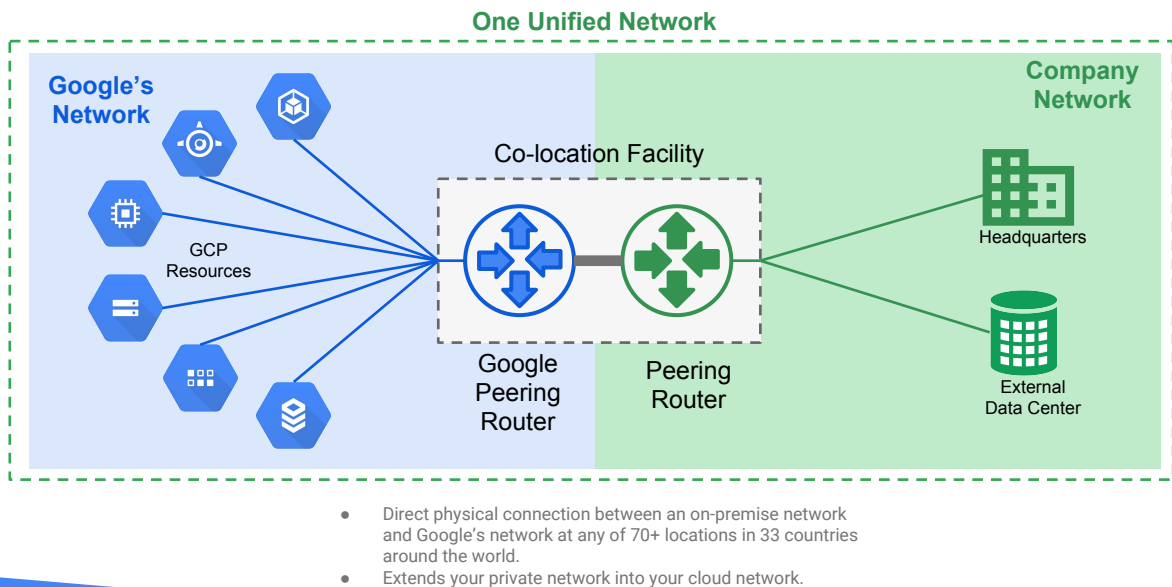 One Unified Network
Google's
Network
Company
Network
Co-location Facility
GCP
Resources
Headquarters
Google
Peering
Router
Peering
Router
External
Data Center
● Direct physical connection between an on-premise network
and Google's network at any of 70+ locations in 33 countries
around the world.
● Extends your private network into your cloud network.